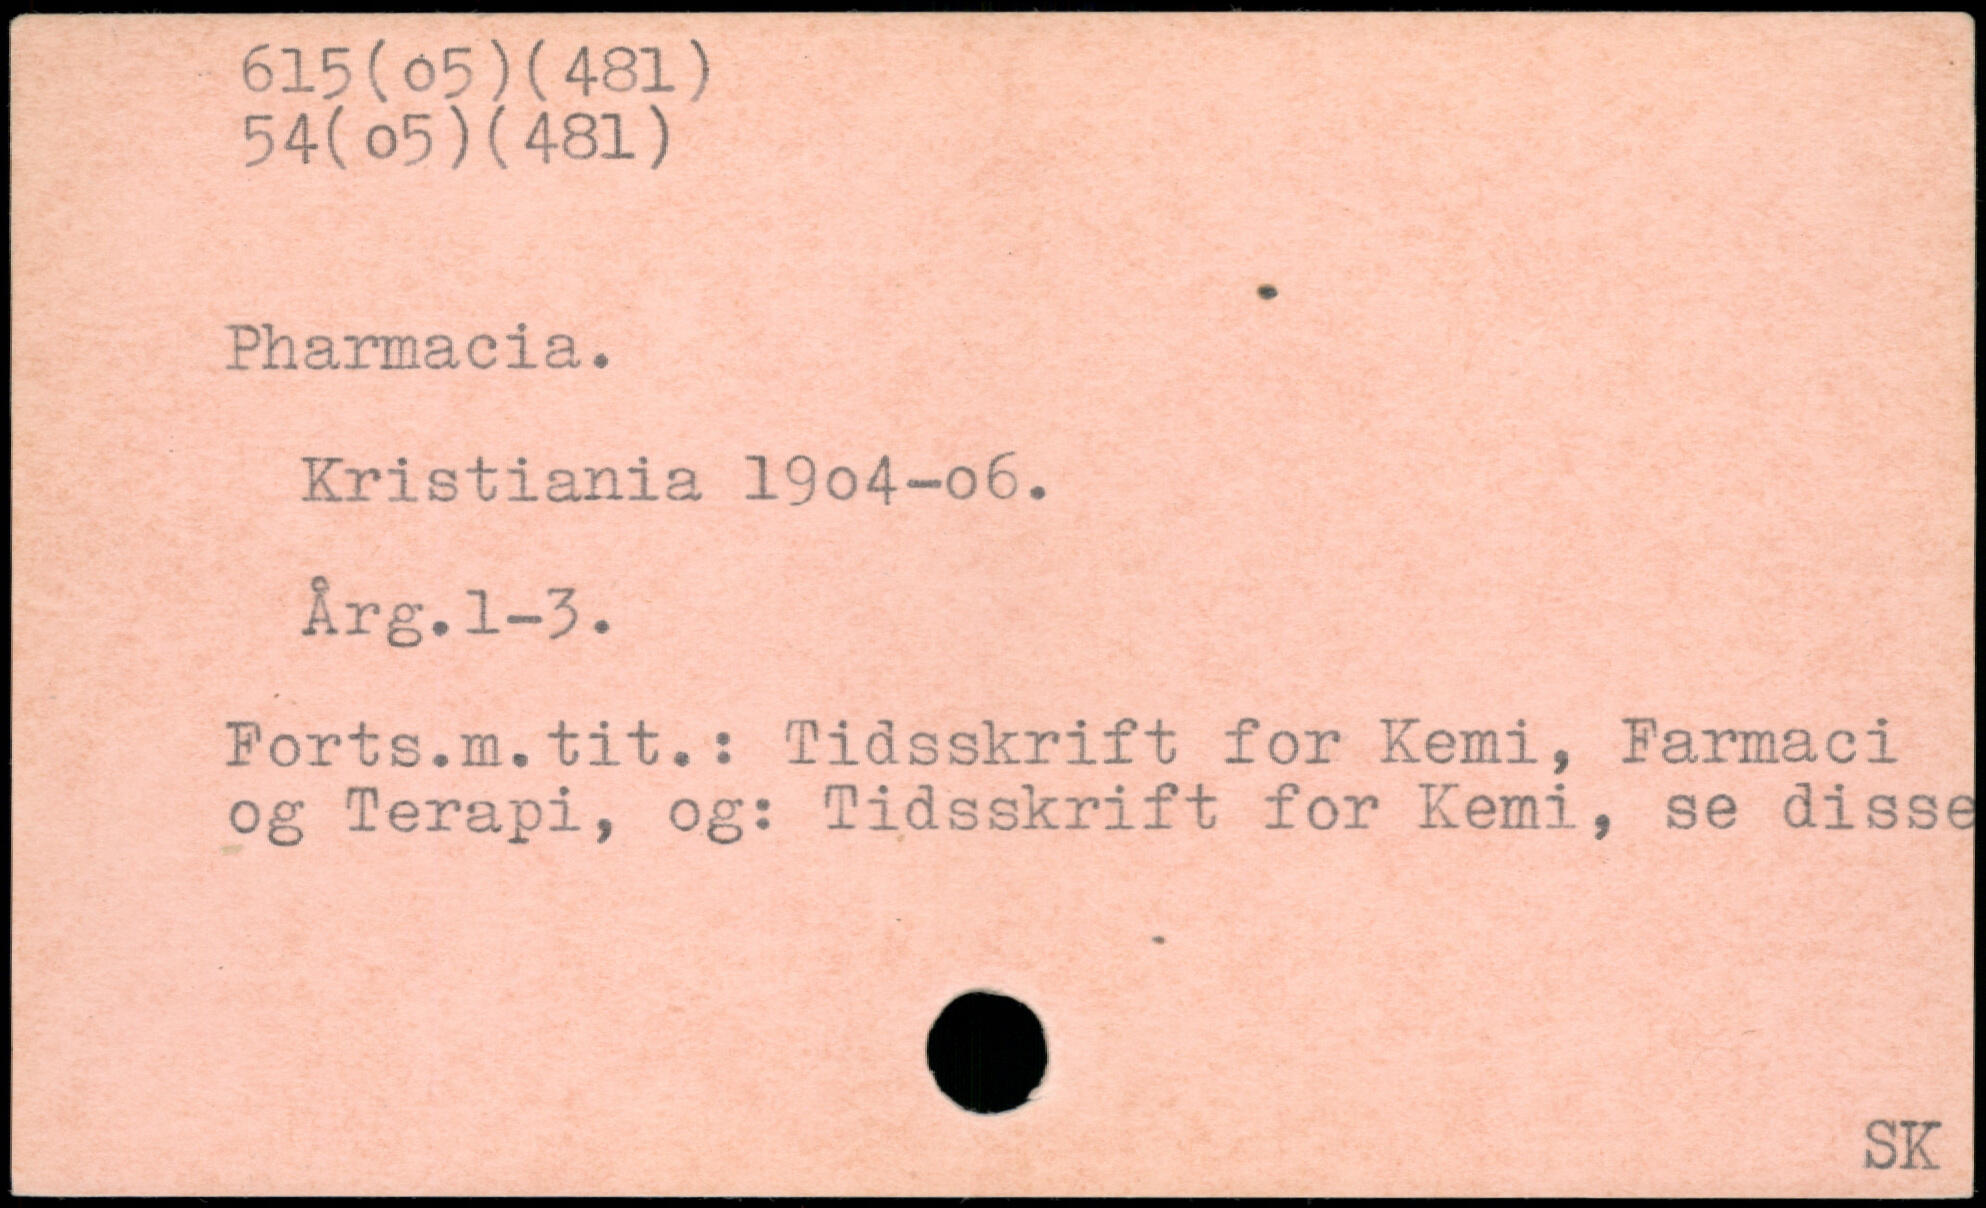 615(o5)(481)
54(o5)(481)
Pharmacia.
Kristiania 19o4-o6.
Årg.1-3.
Forts.m.tit.: Tidsskrift for Kemi, Farmaci
og Terapi, og: Tidsskrift for Kemi, se disse
SK